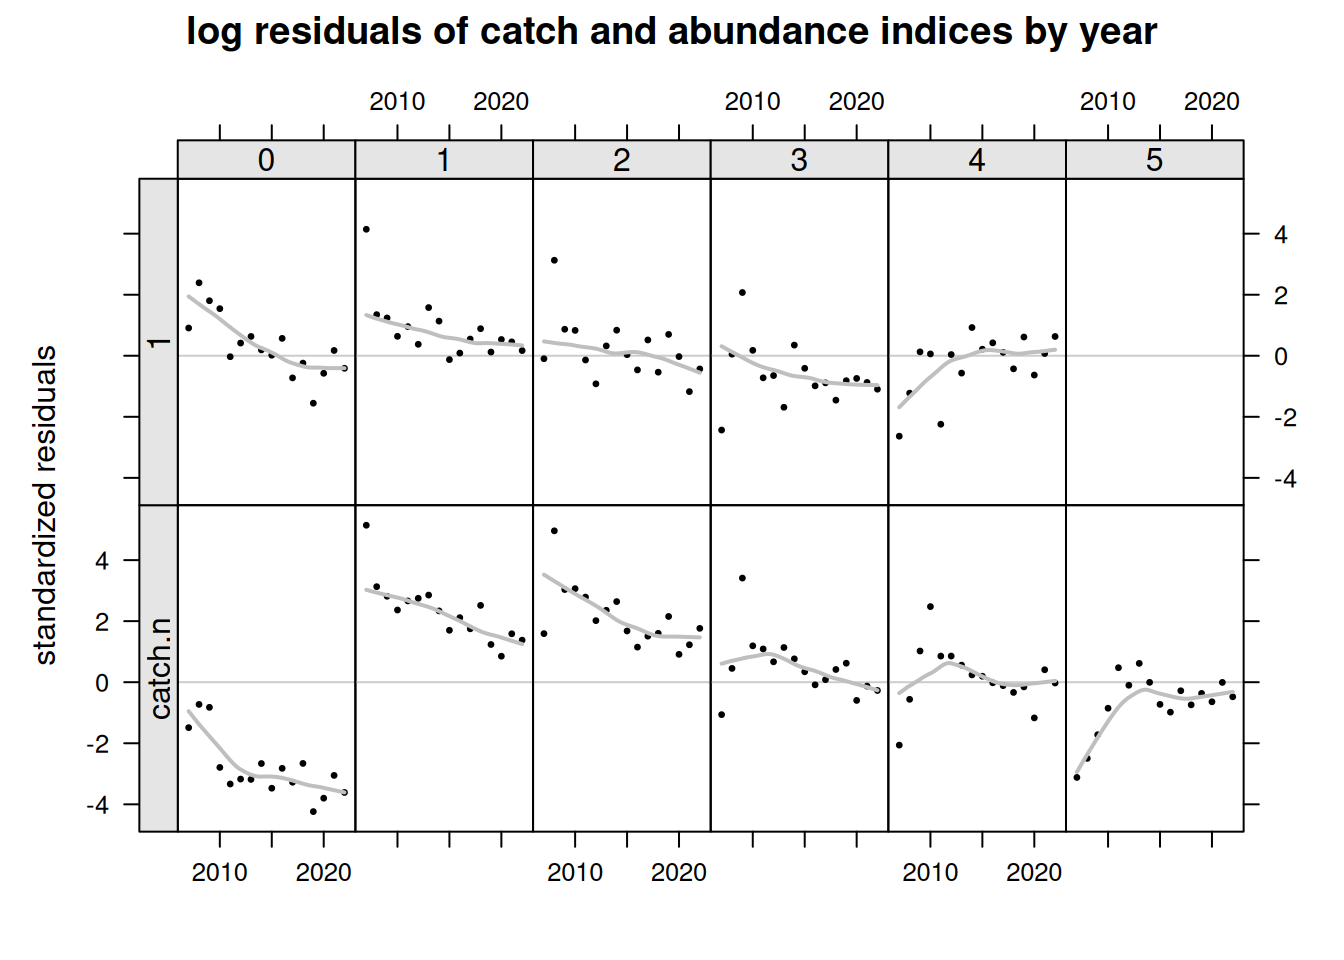 log residuals of catch and abundance indices by year
2010 2020 2010 2020 2010 2020
0 1 2 3 4 5
1
4
2
0
-2
-4
standardized residuals
catch.n
4
2
0
-2
-4
2010 2020 2010 2020 2010 2020